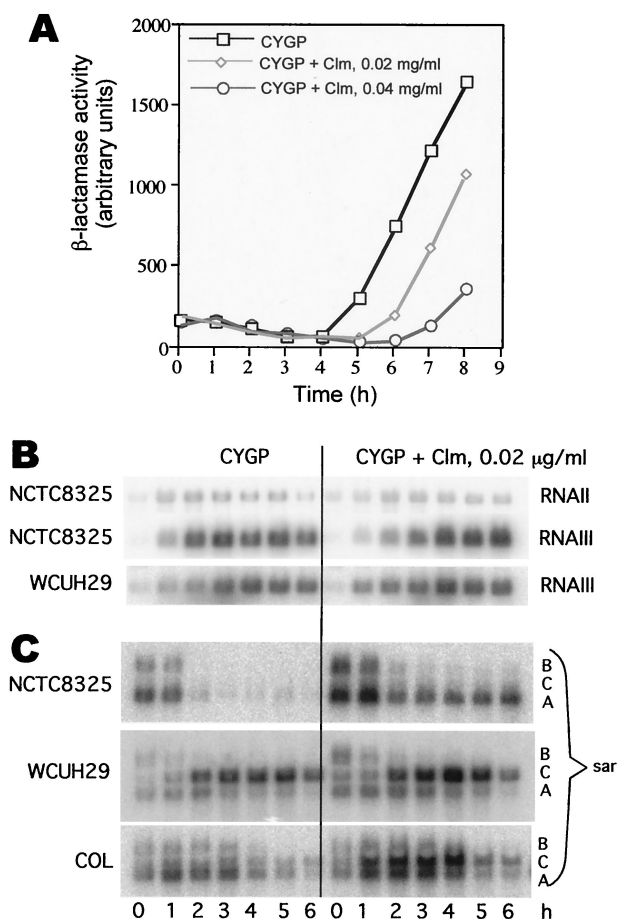 A
β-lactamase activity
(arbitrary units)
2000
1500
1000
500
0
CYGP
CYGP + Clm, 0.02 mg/ml
CYGP + Clm, 0.04 mg/ml
0 1 2 3 4 5 6 7 8 9
Time (h)
B
CYGP CYGP + Clm, 0.02 μg/ml
NCTC8325 RNAII
NCTC8325 RNAIII
WCUH29 RNAIII
C
NCTC8325
B
C
A
WCUH29
B
C
A
sar
COL
B
C
A
0 1 2 3 4 5 6 0 1 2 3 4 5 6 h